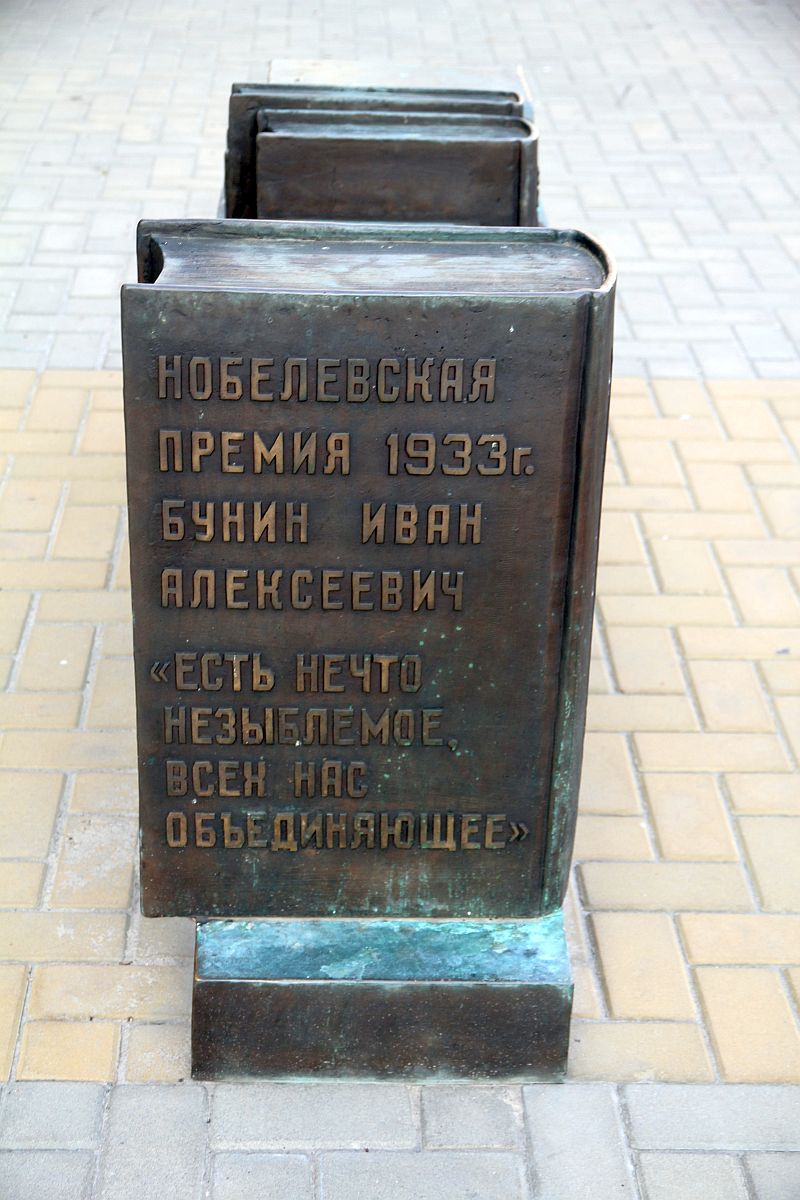 НОБЕЛЕВСКАЯ
ПРЕМИЯ 1933г.
БУНИН ИВАН
АЛЕКСЕЕВИЧ
«ЕСТЬ НЕЧТО
НЕЗЫБЛЕМОЕ,
ВСЕХ НАС
ОБЪЕДИНЯЮЩЕЕ»